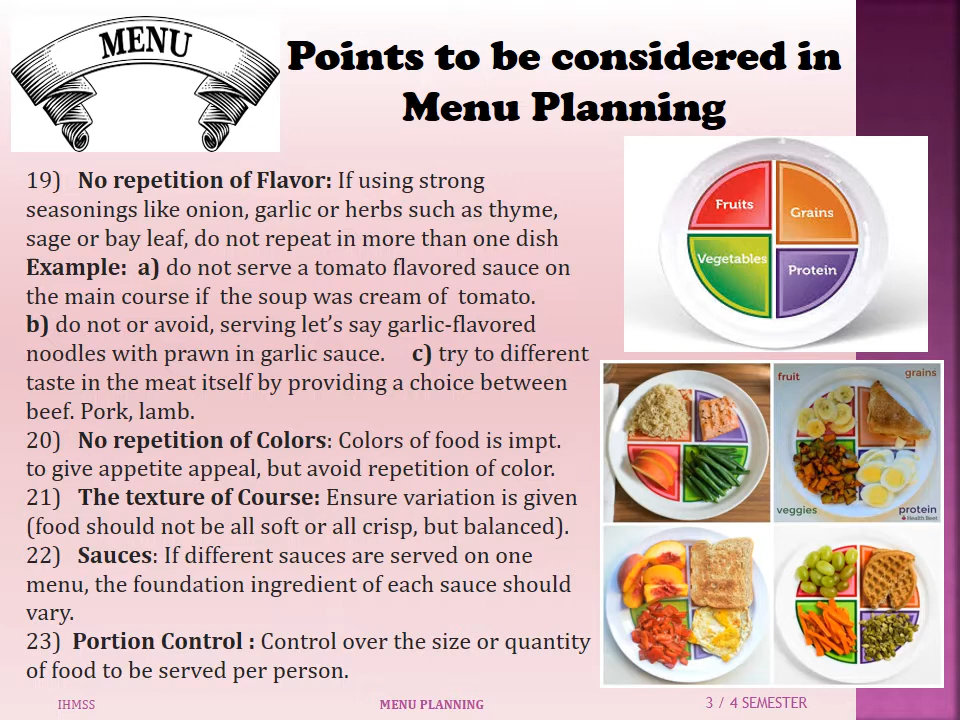 MENU
Points to be considered in
Menu Planning
19) No repetition of Flavor: If using strong
seasonings like onion, garlic or herbs such as thyme,
sage or bay leaf, do not repeat in more than one dish
Example: a) do not serve a tomato flavored sauce on
the main course if the soup was cream of tomato.
b) do not or avoid, serving let’s say garlic-flavored
noodles with prawn in garlic sauce. c) try to different
taste in the meat itself by providing a choice between
beef. Pork, lamb.
20) No repetition of Colors: Colors of food is impt.
to give appetite appeal, but avoid repetition of color.
21) The texture of Course: Ensure variation is given
(food should not be all soft or all crisp, but balanced).
22) Sauces: If different sauces are served on one
menu, the foundation ingredient of each sauce should
vary.
23) Portion Control : Control over the size or quantity
of food to be served per person.
Fruits
Grains
Vegetables
Protein
fruit
grains
veggies
protein
Health Beet
IHMSS
MENU PLANNING
3 / 4 SEMESTER